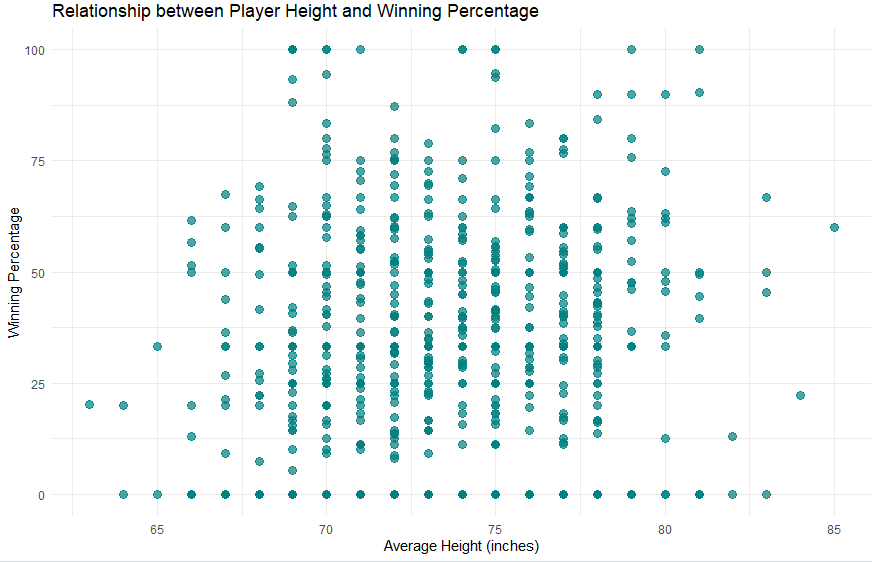 Relationship between Player Height and Winning Percentage
100
75
50
25
0
Winning Percentage
65 70 75 80 85
Average Height (inches)